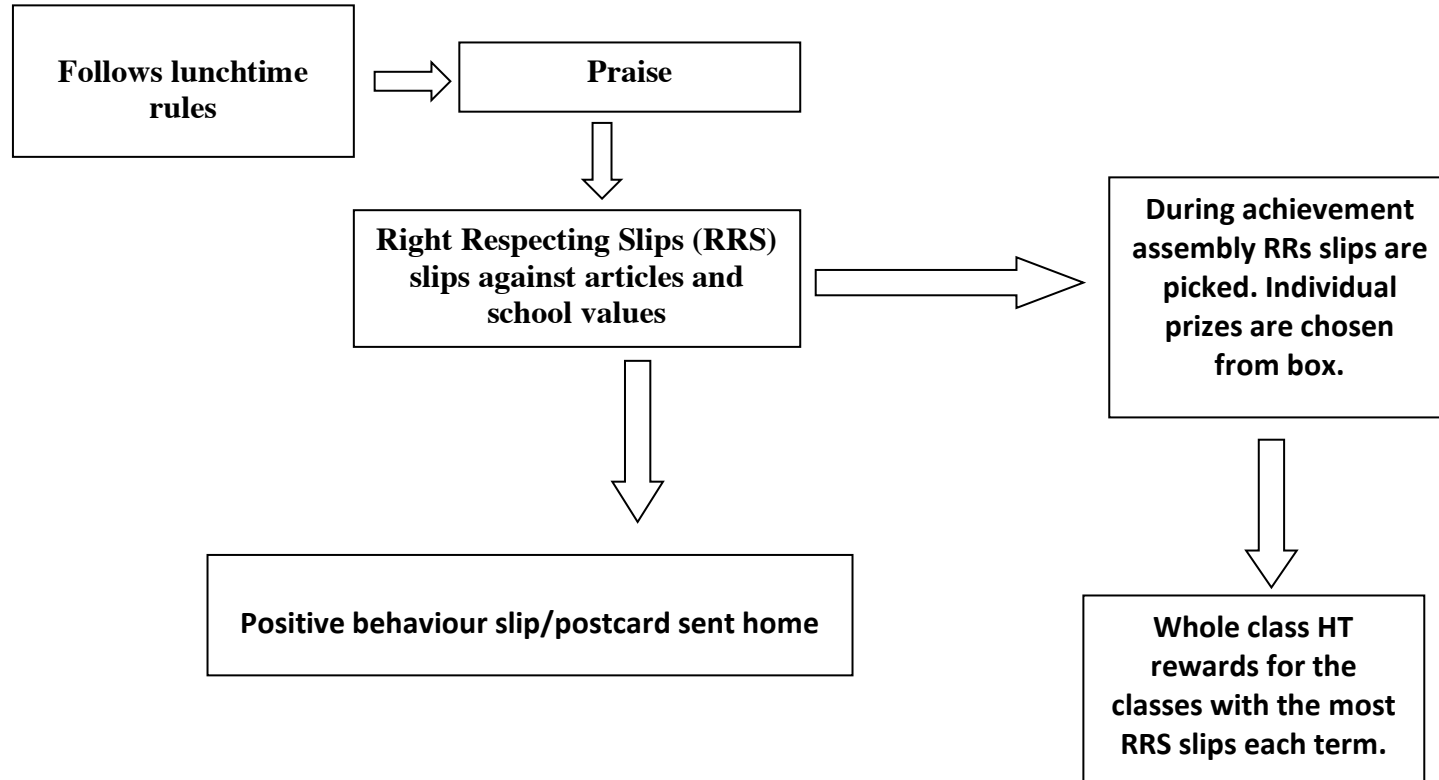 Follows lunchtime
rules
Praise
Right Respecting Slips (RRS)
slips against articles and
school values
During achievement
assembly RRs slips are
picked. Individual
prizes are chosen
from box.
Positive behaviour slip/postcard sent home
Whole class HT
rewards for the
classes with the most
RRS slips each term.